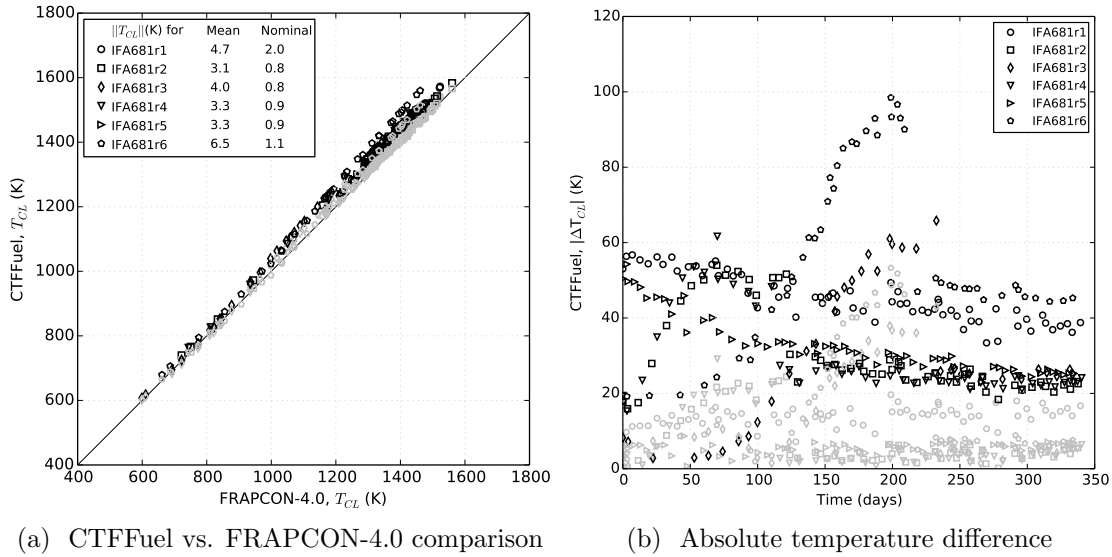 ||T_CL||(K) for Mean Nominal
IFA681r1 4.7 2.0
IFA681r2 3.1 0.8
IFA681r3 4.0 0.8
IFA681r4 3.3 0.9
IFA681r5 3.3 0.9
IFA681r6 6.5 1.1
1800
1600
1400
1200
1000
800
600
400
400 600 800 1000 1200 1400 1600 1800
CTFFuel, T_CL (K)
FRAPCON-4.0, T_CL (K)
(a) CTFFuel vs. FRAPCON-4.0 comparison
IFA681r1
IFA681r2
IFA681r3
IFA681r4
IFA681r5
IFA681r6
120
100
80
60
40
20
0
0 50 100 150 200 250 300 350
CTFFuel, |ΔT_CL| (K)
Time (days)
(b) Absolute temperature difference